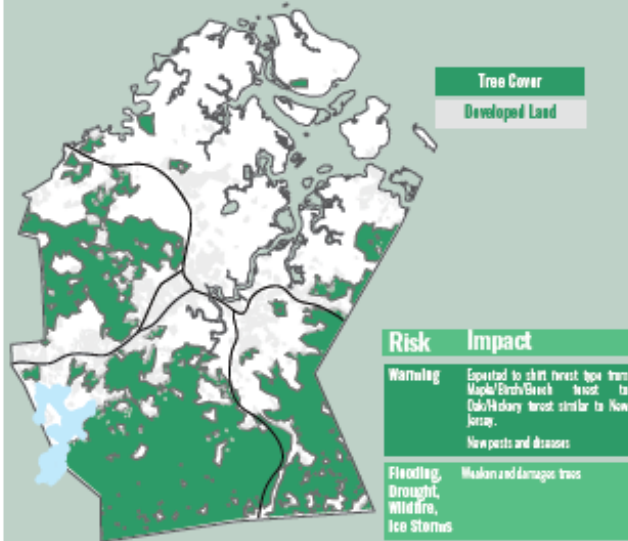 Tree Cover
Developed Land
Risk Impact
Warming Expected to shift forest type from
Maple/Birch/Beech forest to
Oak/Hickory forest similar to New
Jersey.
New pests and diseases
Flooding, Weaken and damages trees
Drought,
Wildfire,
Ice Storms